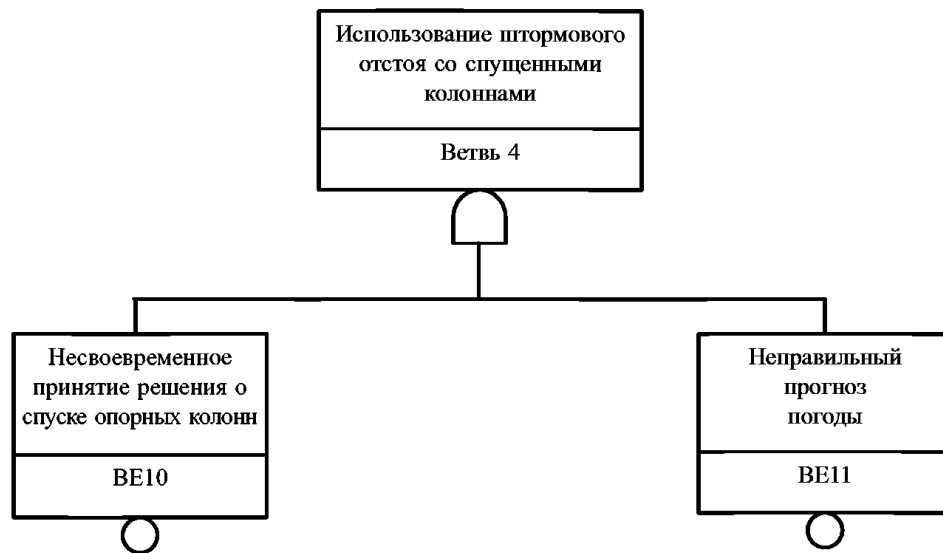 Использование штормового
отстоя со спущенными
колоннами
Ветвь 4
Несвоевременное
принятие решения о
спуске опорных колонн
BE10
Неправильный
прогноз
погоды
BE11